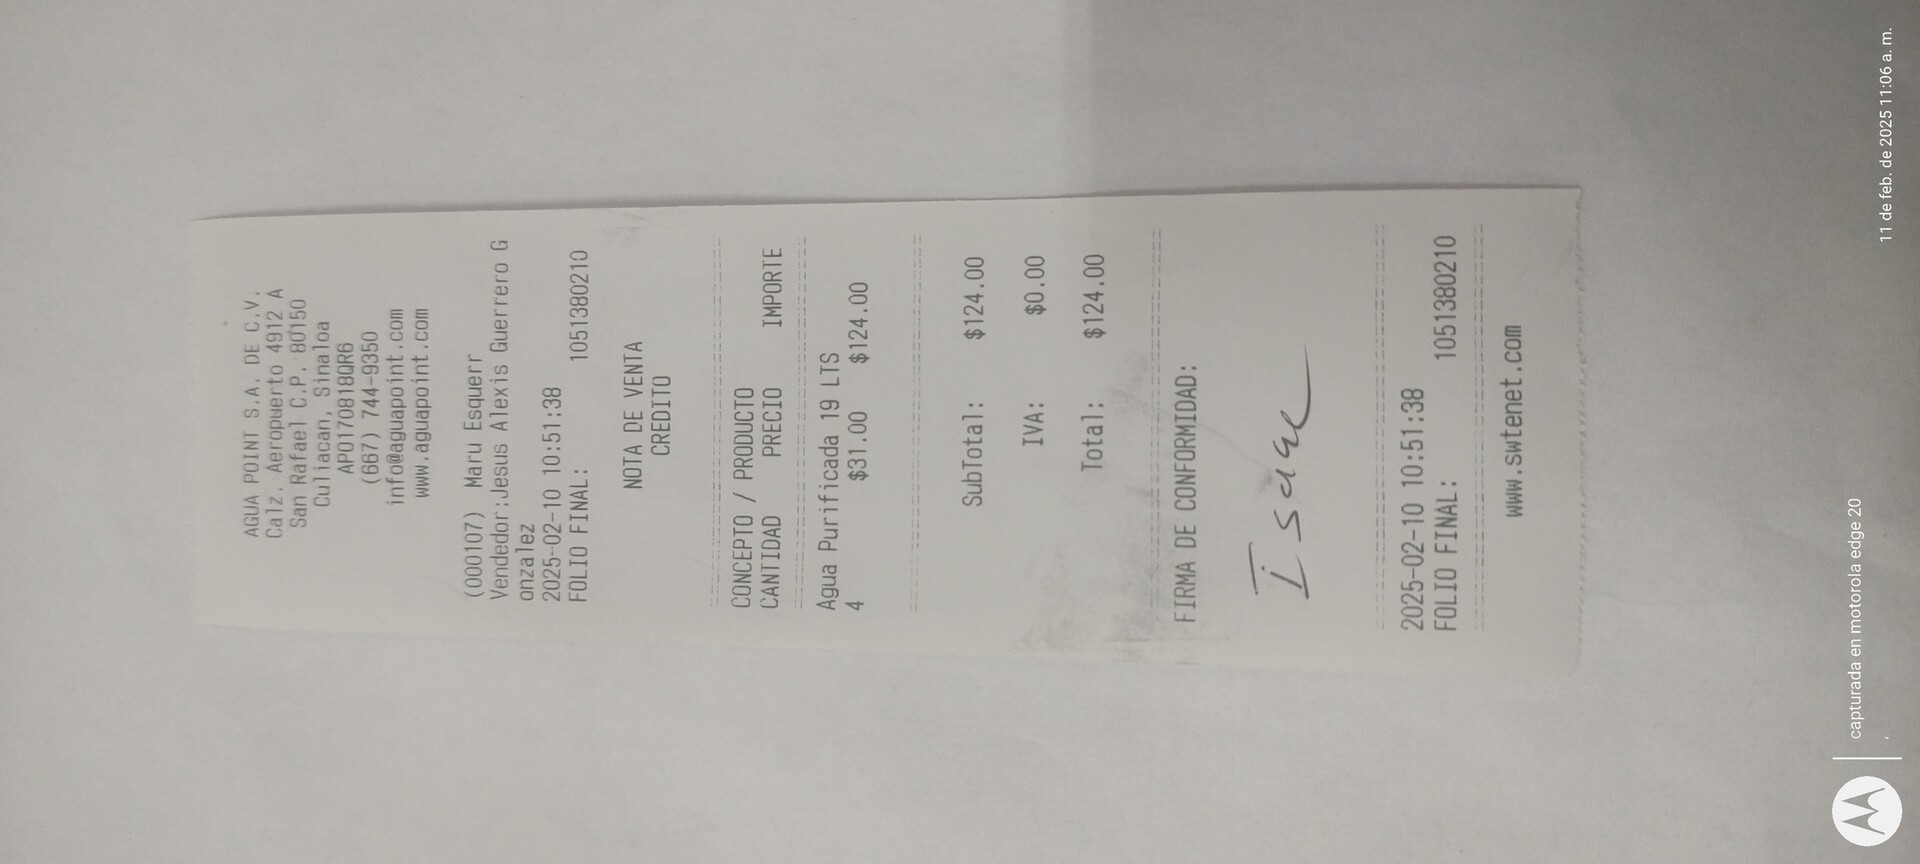 AGUA POINT S.A. DE C.V.
Calz. Aeropuerto 4912 A
San Rafael C.P. 80150
Culiacan, Sinaloa
APO170818QR6
(667) 744-9350
info@aguapoint.com
www.aguapoint.com
(000107) Maru Esquerr
Vendedor:Jesus Alexis Guerrero G
onzalez
2025-02-10 10:51:38
FOLIO FINAL: 1051380210
NOTA DE VENTA
CREDITO
CONCEPTO / PRODUCTO
CANTIDAD PRECIO IMPORTE
Agua Purificada 19 LTS
4 $31.00 $124.00
SubTotal: $124.00
IVA: $0.00
Total: $124.00
FIRMA DE CONFORMIDAD:
Isaac
2025-02-10 10:51:38
FOLIO FINAL: 1051380210
www.swtenet.com
capturada en motorola edge 20
11 de feb. de 2025 11:06 a. m.